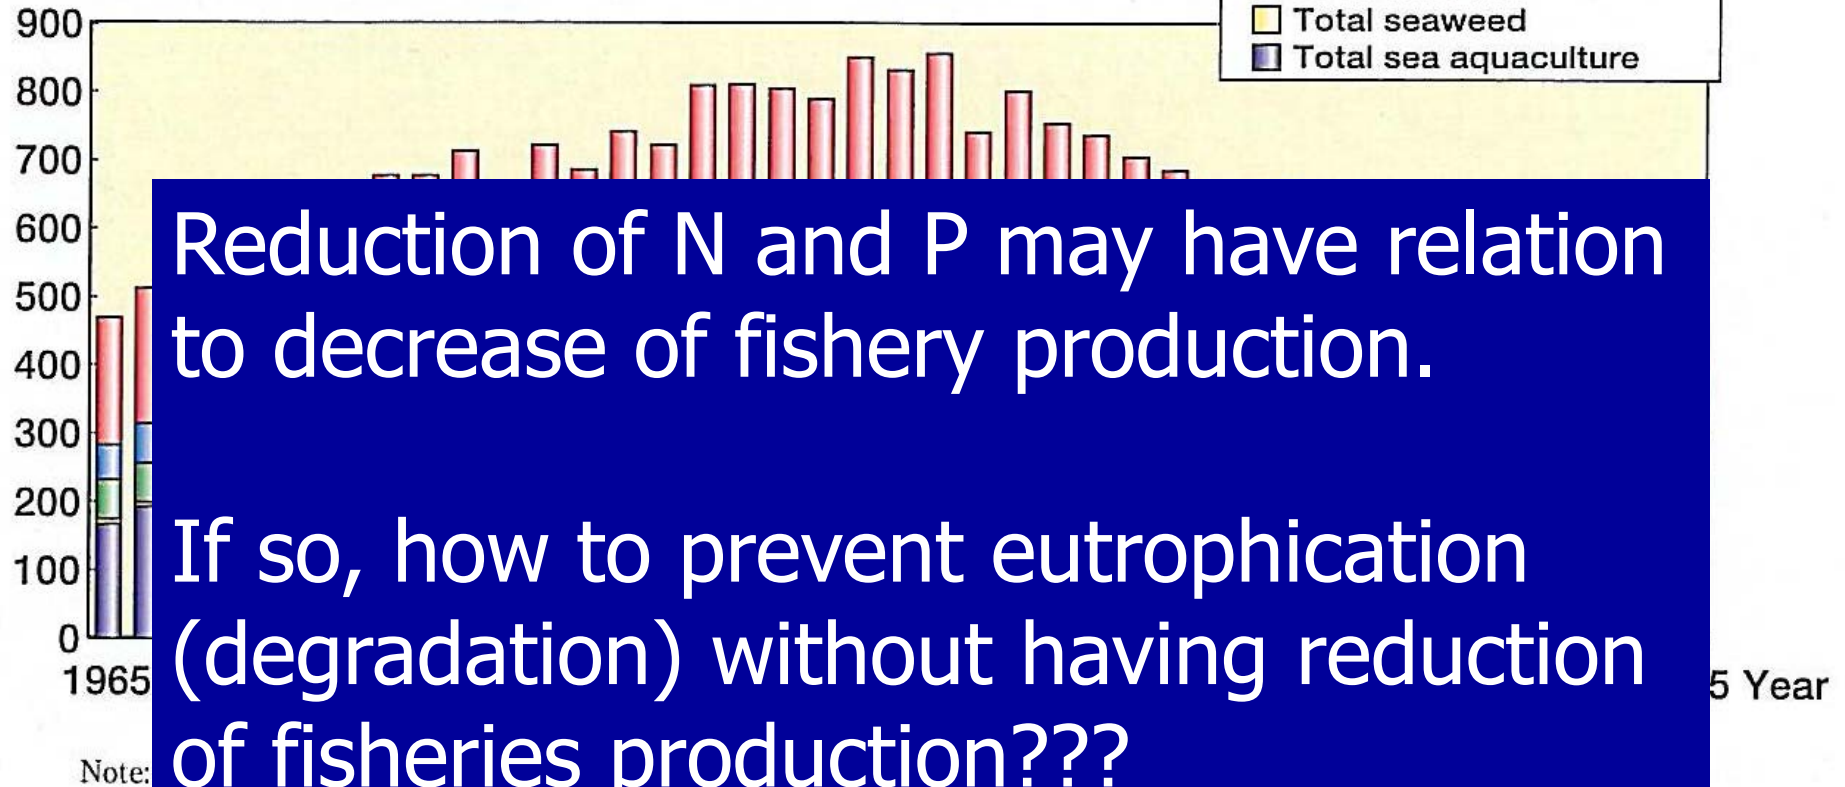 Total seaweed
Total sea aquaculture
900
800
700
600
500
400
300
200
100
0
1965
5 Year
Reduction of N and P may have relation
to decrease of fishery production.
If so, how to prevent eutrophication
(degradation) without having reduction
of fisheries production???
Note: